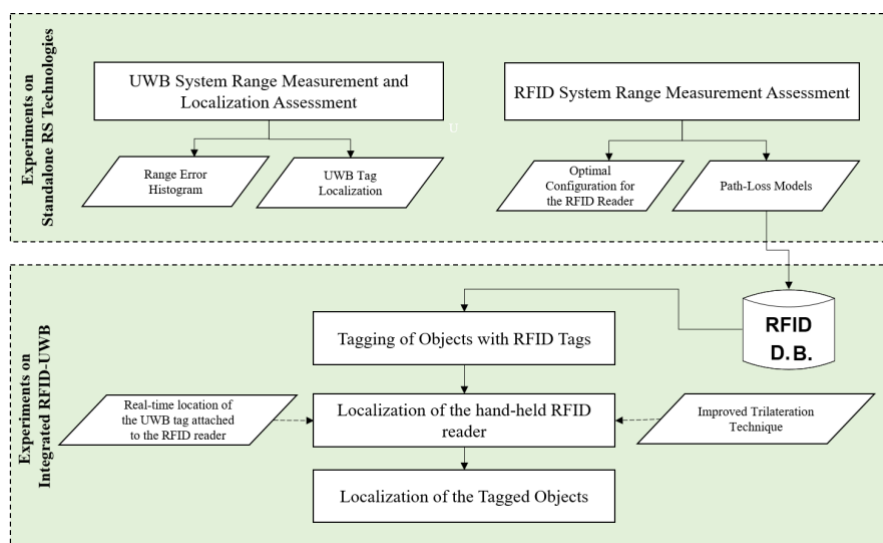 Experiments on
Standalone RS Technologies
UWB System Range Measurement and
Localization Assessment
U
RFID System Range Measurement Assessment
Range Error
Histogram
UWB Tag
Localization
Optimal
Configuration for
the RFID Reader
Path-Loss Models
Experiments on
Integrated RFID-UWB
RFID
D.B.
Tagging of Objects with RFID Tags
Real-time location of
the UWB tag attached
to the RFID reader
Localization of the hand-held RFID
reader
Improved Trilateration
Technique
Localization of the Tagged Objects